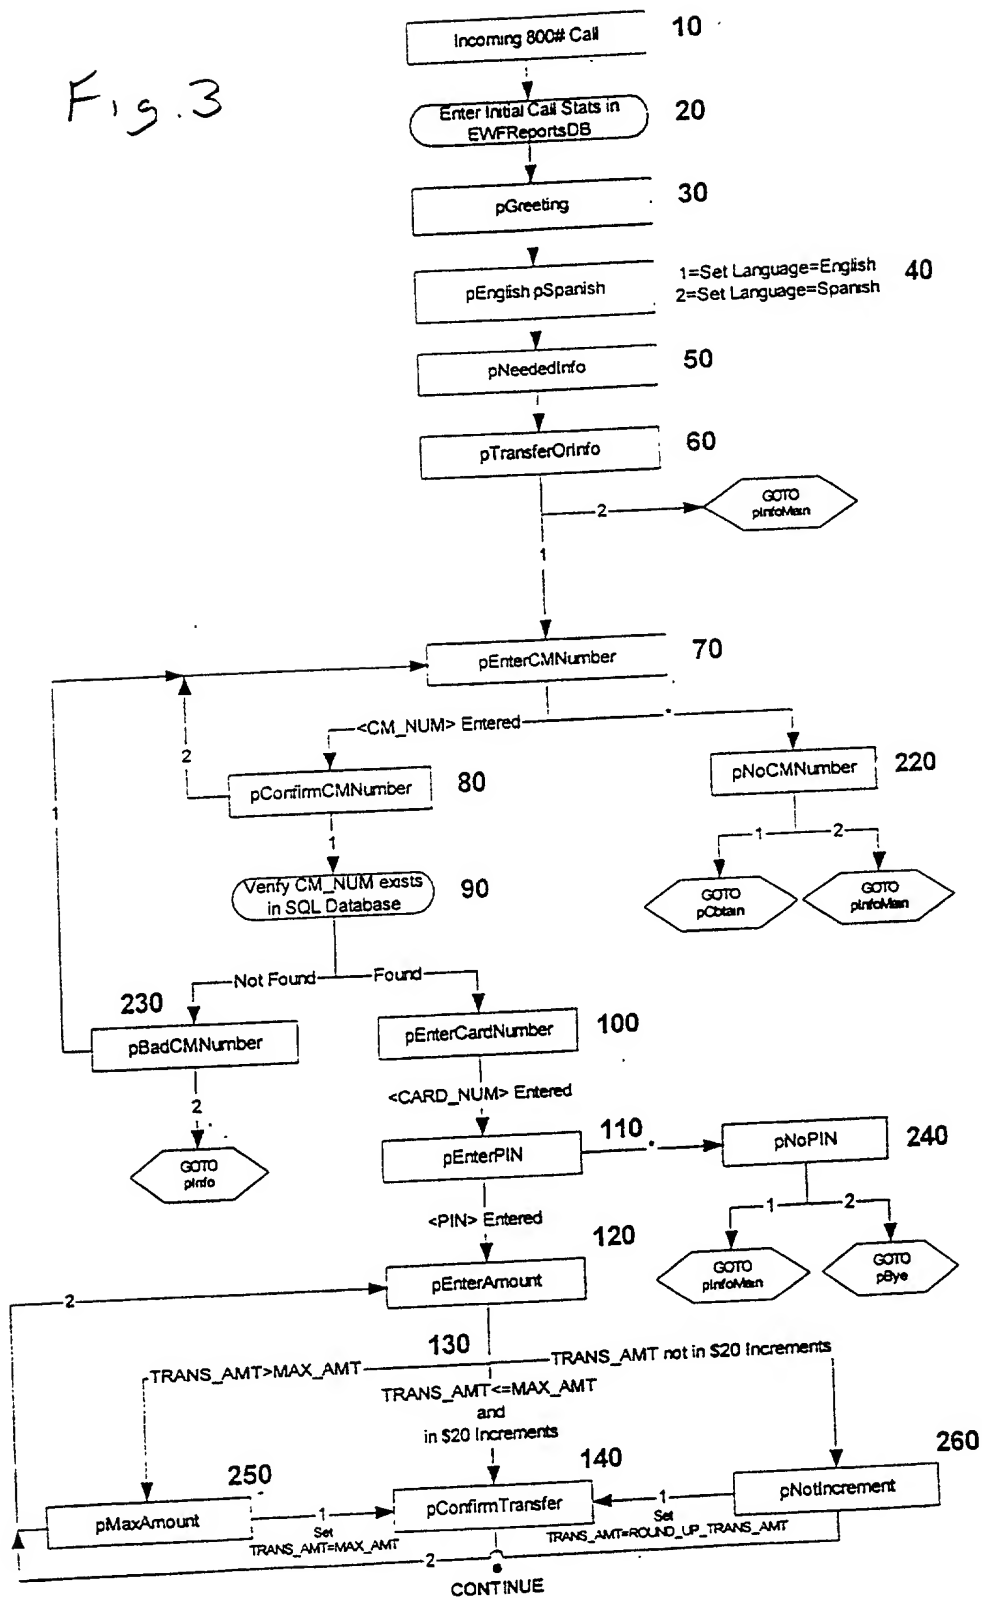 Fig. 3
Incoming 800# Call
10
Enter Initial Call Stats in
EWFReportsDB
20
pGreeting
30
pEnglish pSpanish
1=Set Language=English
2=Set Language=Spanish
40
pNeededInfo
50
pTransferOrInfo
60
2
GOTO
pInfoMain
1
pEnterCMNumber
70
<CM_NUM> Entered
*
2
pConfirmCMNumber
80
pNoCMNumber
220
1
1
1
2
Verify CM_NUM exists
in SQL Database
90
GOTO
pObtain
GOTO
pInfoMain
Not Found
Found
230
pBadCMNumber
pEnterCardNumber
100
2
<CARD_NUM> Entered
GOTO
pInfo
pEnterPIN
110
*
pNoPIN
240
<PIN> Entered
1
2
120
GOTO
pInfoMain
GOTO
pBye
2
pEnterAmount
130
TRANS_AMT>MAX_AMT
TRANS_AMT not in $20 Increments
TRANS_AMT<=MAX_AMT
and
in $20 Increments
250
140
260
pMaxAmount
1
Set
TRANS_AMT=MAX_AMT
pConfirmTransfer
1
Set
TRANS_AMT=ROUND_UP_TRANS_AMT
pNotIncrement
2
CONTINUE